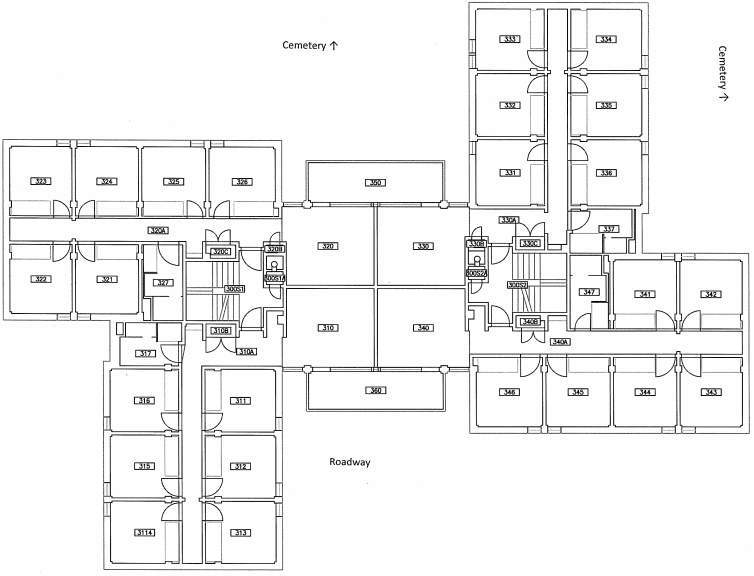 333
334
Cemetery ↑
Cemetery ↑
332
335
331
336
323
324
325
326
350
330A
337
320A
320
330
320C
320B
330B
330C
322
321
327
300S1A
300S2A
300S1
300S2
347
341
342
310B
310
340
340B
317
310A
340A
316
311
360
346
345
344
343
315
312
Roadway
3114
313